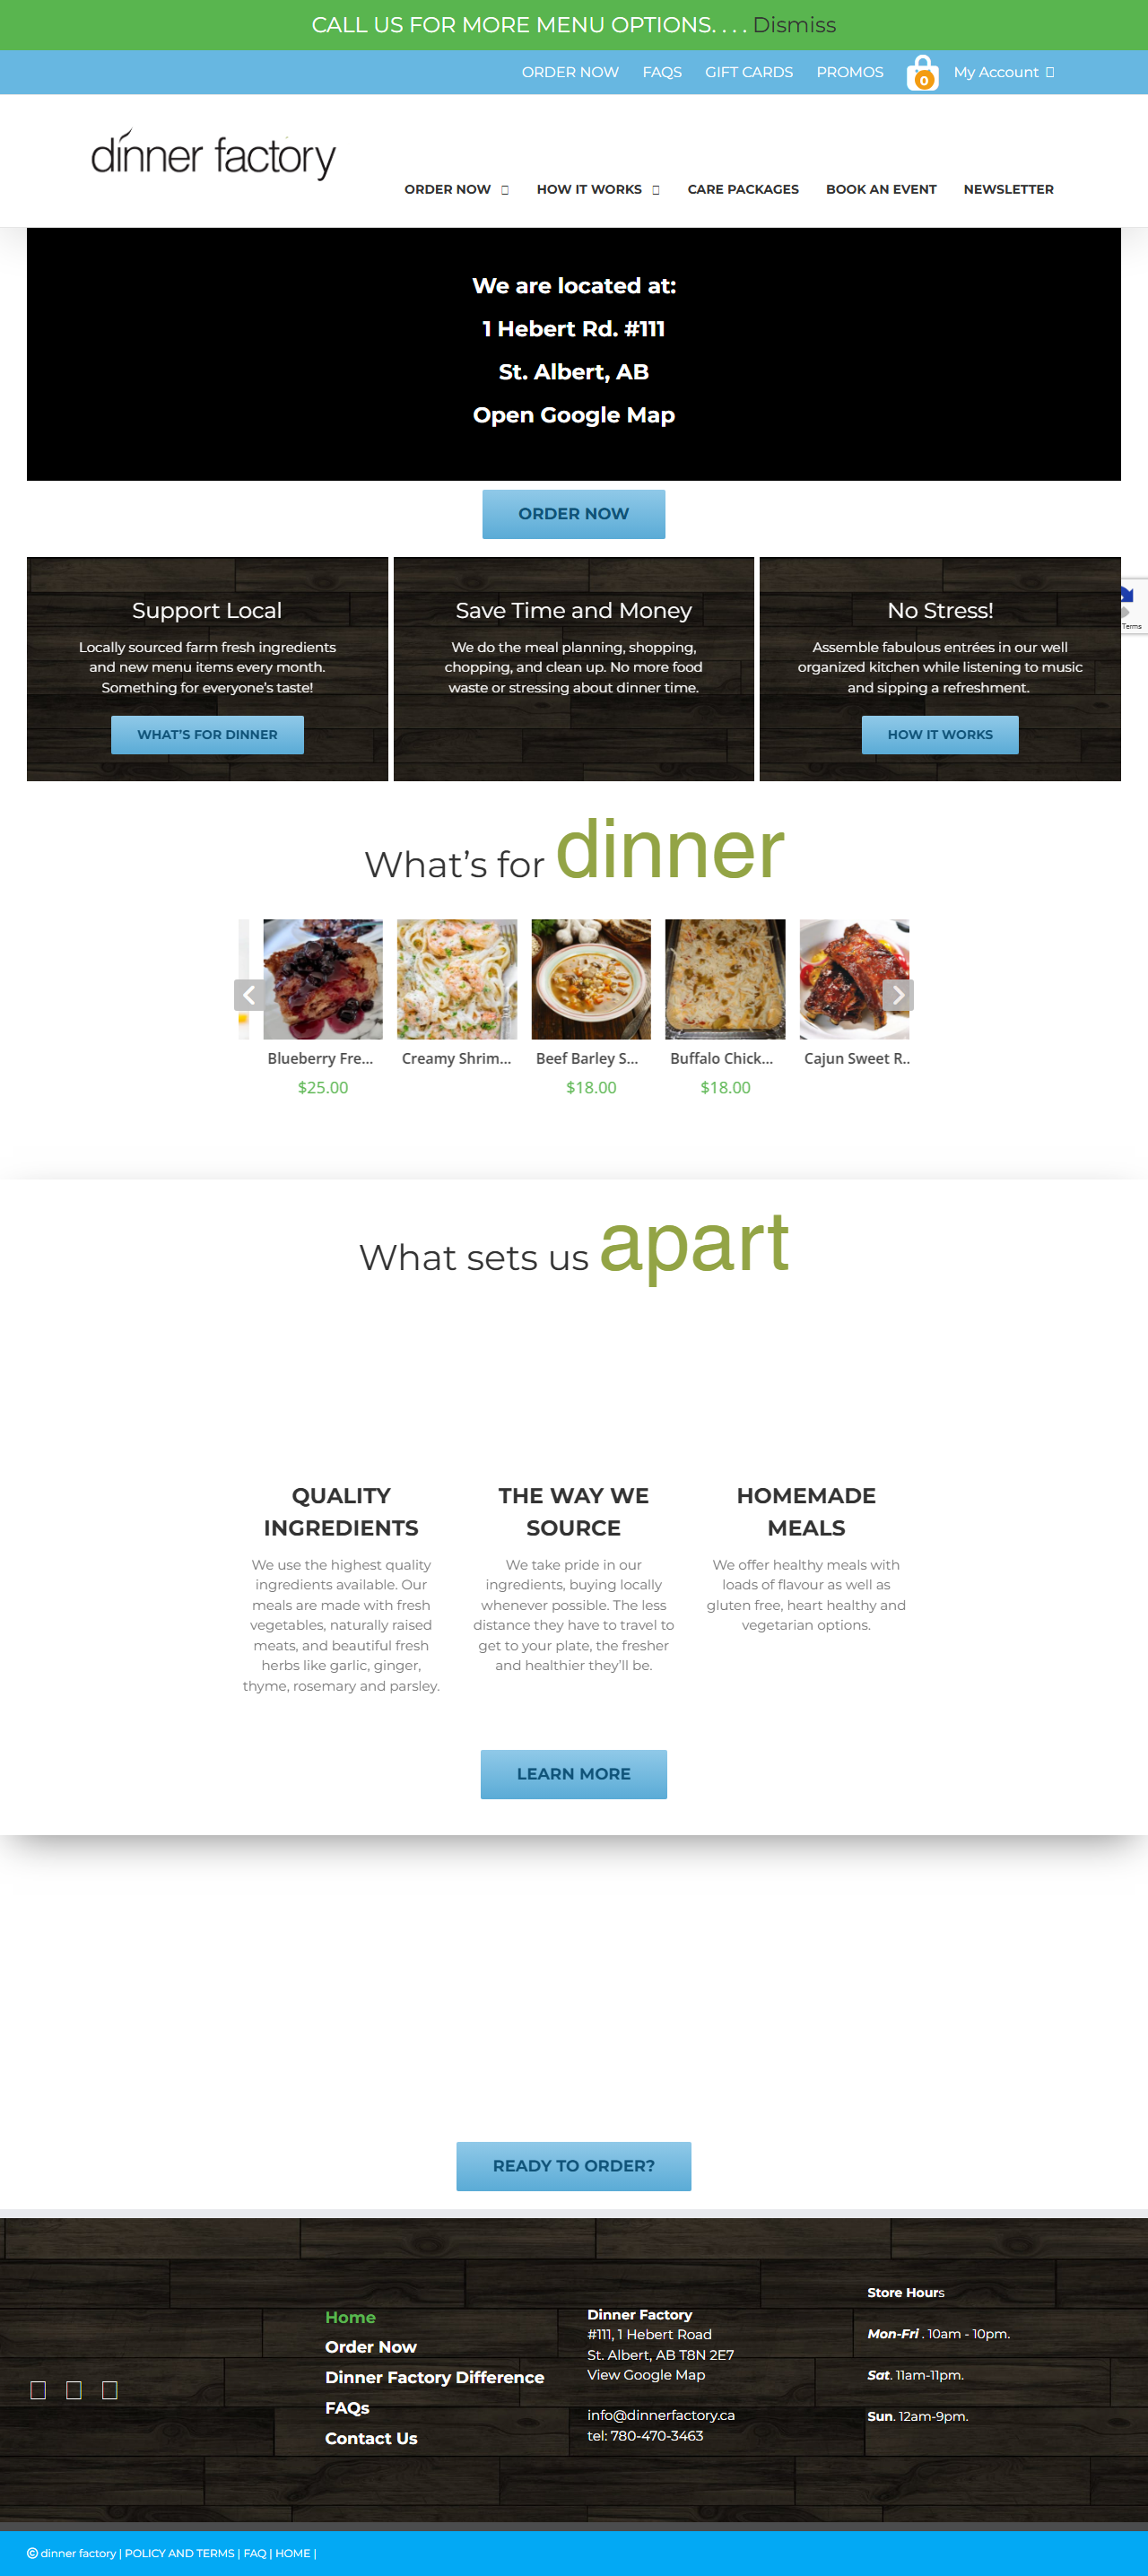 CALL US FOR MORE MENU OPTIONS. . . . Dismiss
ORDER NOW FAQS GIFT CARDS PROMOS 0 My Account
dinner factory
ORDER NOW HOW IT WORKS CARE PACKAGES BOOK AN EVENT NEWSLETTER
We are located at:
1 Hebert Rd. #111
St. Albert, AB
Open Google Map
ORDER NOW
Support Local
Locally sourced farm fresh ingredients
and new menu items every month.
Something for everyone's taste!
WHAT'S FOR DINNER
Save Time and Money
We do the meal planning, shopping,
chopping, and clean up. No more food
waste or stressing about dinner time.
No Stress!
Assemble fabulous entrées in our well
organized kitchen while listening to music
and sipping a refreshment.
HOW IT WORKS
Terms
What's for dinner
Blueberry Fre...
$25.00
Creamy Shrim...
Beef Barley S...
$18.00
Buffalo Chick...
$18.00
Cajun Sweet R...
What sets us apart
QUALITY
INGREDIENTS
We use the highest quality
ingredients available. Our
meals are made with fresh
vegetables, naturally raised
meats, and beautiful fresh
herbs like garlic, ginger,
thyme, rosemary and parsley.
THE WAY WE
SOURCE
We take pride in our
ingredients, buying locally
whenever possible. The less
distance they have to travel to
get to your plate, the fresher
and healthier they'll be.
HOMEMADE
MEALS
We offer healthy meals with
loads of flavour as well as
gluten free, heart healthy and
vegetarian options.
LEARN MORE
READY TO ORDER?
Home
Order Now
Dinner Factory Difference
FAQs
Contact Us
Dinner Factory
#111, 1 Hebert Road
St. Albert, AB T8N 2E7
View Google Map
info@dinnerfactory.ca
tel: 780-470-3463
Store Hours
Mon-Fri . 10am - 10pm.
Sat. 11am-11pm.
Sun. 12am-9pm.
© dinner factory | POLICY AND TERMS | FAQ | HOME |